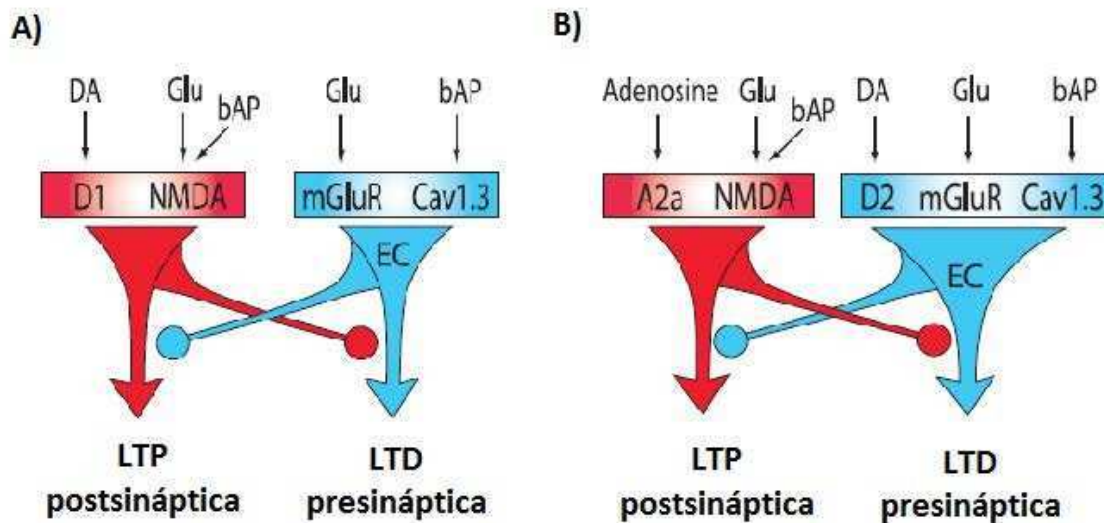 A)
DA Glu bAP Glu bAP
D1 NMDA mGluR Cav1.3
EC
LTP
postsináptica
LTD
presináptica
B)
Adenosine Glu bAP DA Glu bAP
A2a NMDA D2 mGluR Cav1.3
EC
LTP
postsináptica
LTD
presináptica